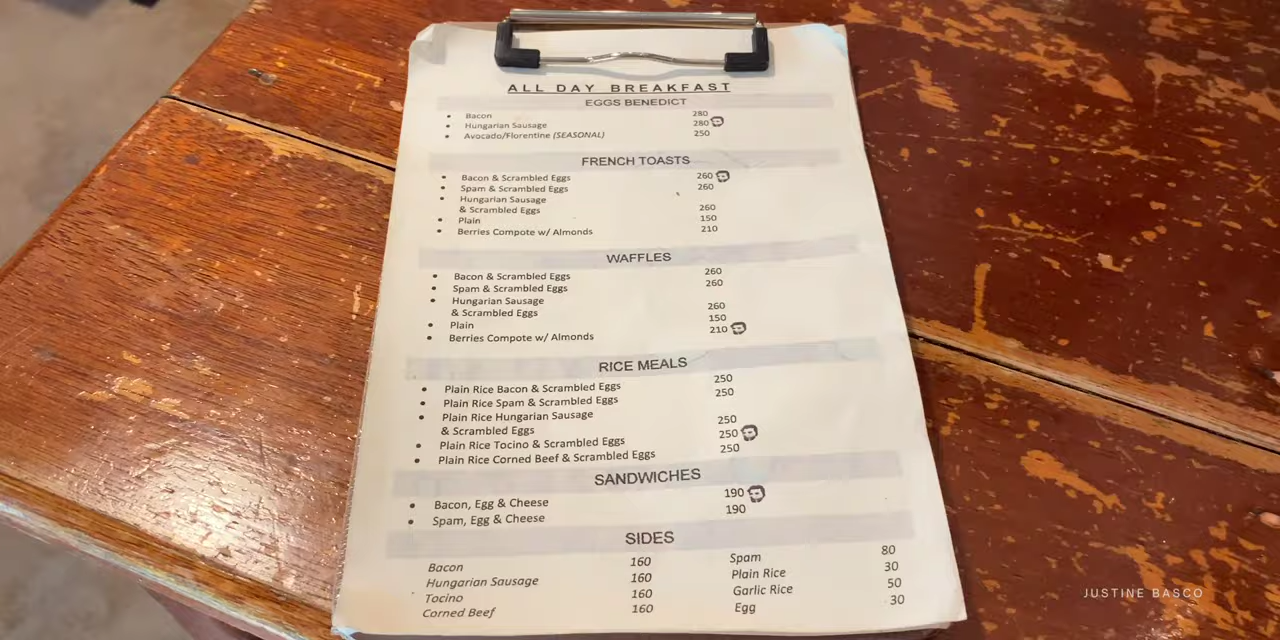 ALL DAY BREAKFAST
EGGS BENEDICT
• Bacon 280
• Hungarian Sausage 280
• Avocado/Florentine (SEASONAL) 250
FRENCH TOASTS
• Bacon & Scrambled Eggs 260
• Spam & Scrambled Eggs 260
• Hungarian Sausage
& Scrambled Eggs 260
• Plain 150
• Berries Compote w/ Almonds 210
WAFFLES
• Bacon & Scrambled Eggs 260
• Spam & Scrambled Eggs 260
• Hungarian Sausage
& Scrambled Eggs 260
• Plain 150
• Berries Compote w/ Almonds 210
RICE MEALS
• Plain Rice Bacon & Scrambled Eggs 250
• Plain Rice Spam & Scrambled Eggs 250
• Plain Rice Hungarian Sausage
& Scrambled Eggs 250
• Plain Rice Tocino & Scrambled Eggs 250
• Plain Rice Corned Beef & Scrambled Eggs 250
SANDWICHES
• Bacon, Egg & Cheese 190
• Spam, Egg & Cheese 190
SIDES
Bacon 160 Spam 80
Hungarian Sausage 160 Plain Rice 30
Tocino 160 Garlic Rice 50
Corned Beef 160 Egg 30
JUSTINE BASCO